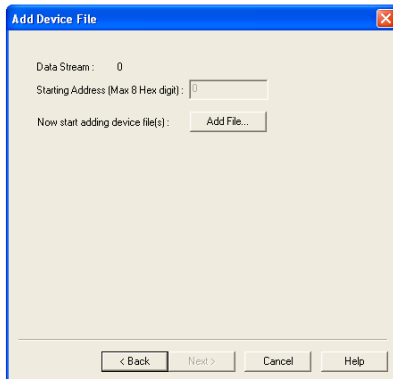 Add Device File
Data Stream : 0
Starting Address (Max 8 Hex digit) : 0
Now start adding device file(s) : Add File...
< Back Next > Cancel Help